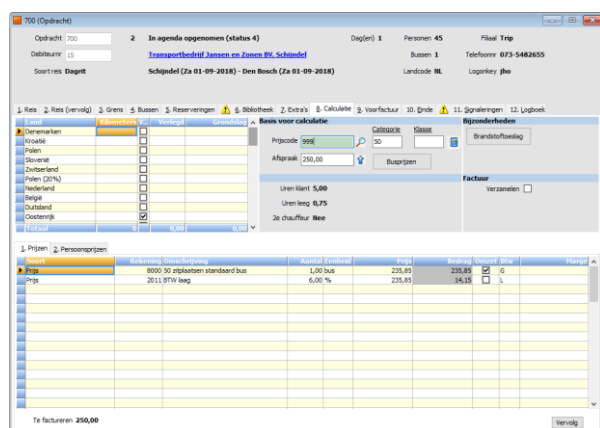 700 (Opdracht)
Opdracht 700 2 In agenda opgenomen (status 4) Dag(en) 1 Personen 45 Filiaal Trip
Debiteurnr 15 Transportbedrijf Jansen en Zonen BV, Schijndel Bussen 1 Telefoonnr 073-5482655
Soort reis Dagrit Schijndel (Za 01-09-2018) - Den Bosch (Za 01-09-2018) Landcode NL Logonkey jho
1. Reis 2. Reis (vervolg) 3. Grens 4. Bussen 5. Reserveringen 6. Bibliotheek 7. Extra's 8. Calculatie 9. Voorfactuur 10. Einde 11. Signaleringen 12. Logboek
Land Kilometers V... Verlegd Grondslag
Denemarken
Kroatië
Polen
Slovenië
Zwitserland
Polen (20%)
Nederland
België
Duitsland
Oostenrijk
Totaal 0 0,00 0,00
Basis voor calculatie
Categorie Klasse
Prijscode 999 50
Afspraak 250,00 Busprijzen
Uren klant 5,00
Uren leeg 0,75
2e chauffeur Nee
Bijzonderheden
Brandstoftoeslag
Factuur
Verzamelen
1. Prijzen 2. Persoonsprijzen
Soort Rekening Omschrijving Aantal Eenheid Prijs Bedrag Omzet Btw Marge
Prijs 8000 50 zitplaatsen standaard bus 1,00 bus 235,85 235,85 G
Prijs 2011 BTW laag 6,00 % 235,85 14,15 L
Te factureren 250,00 Vervolg